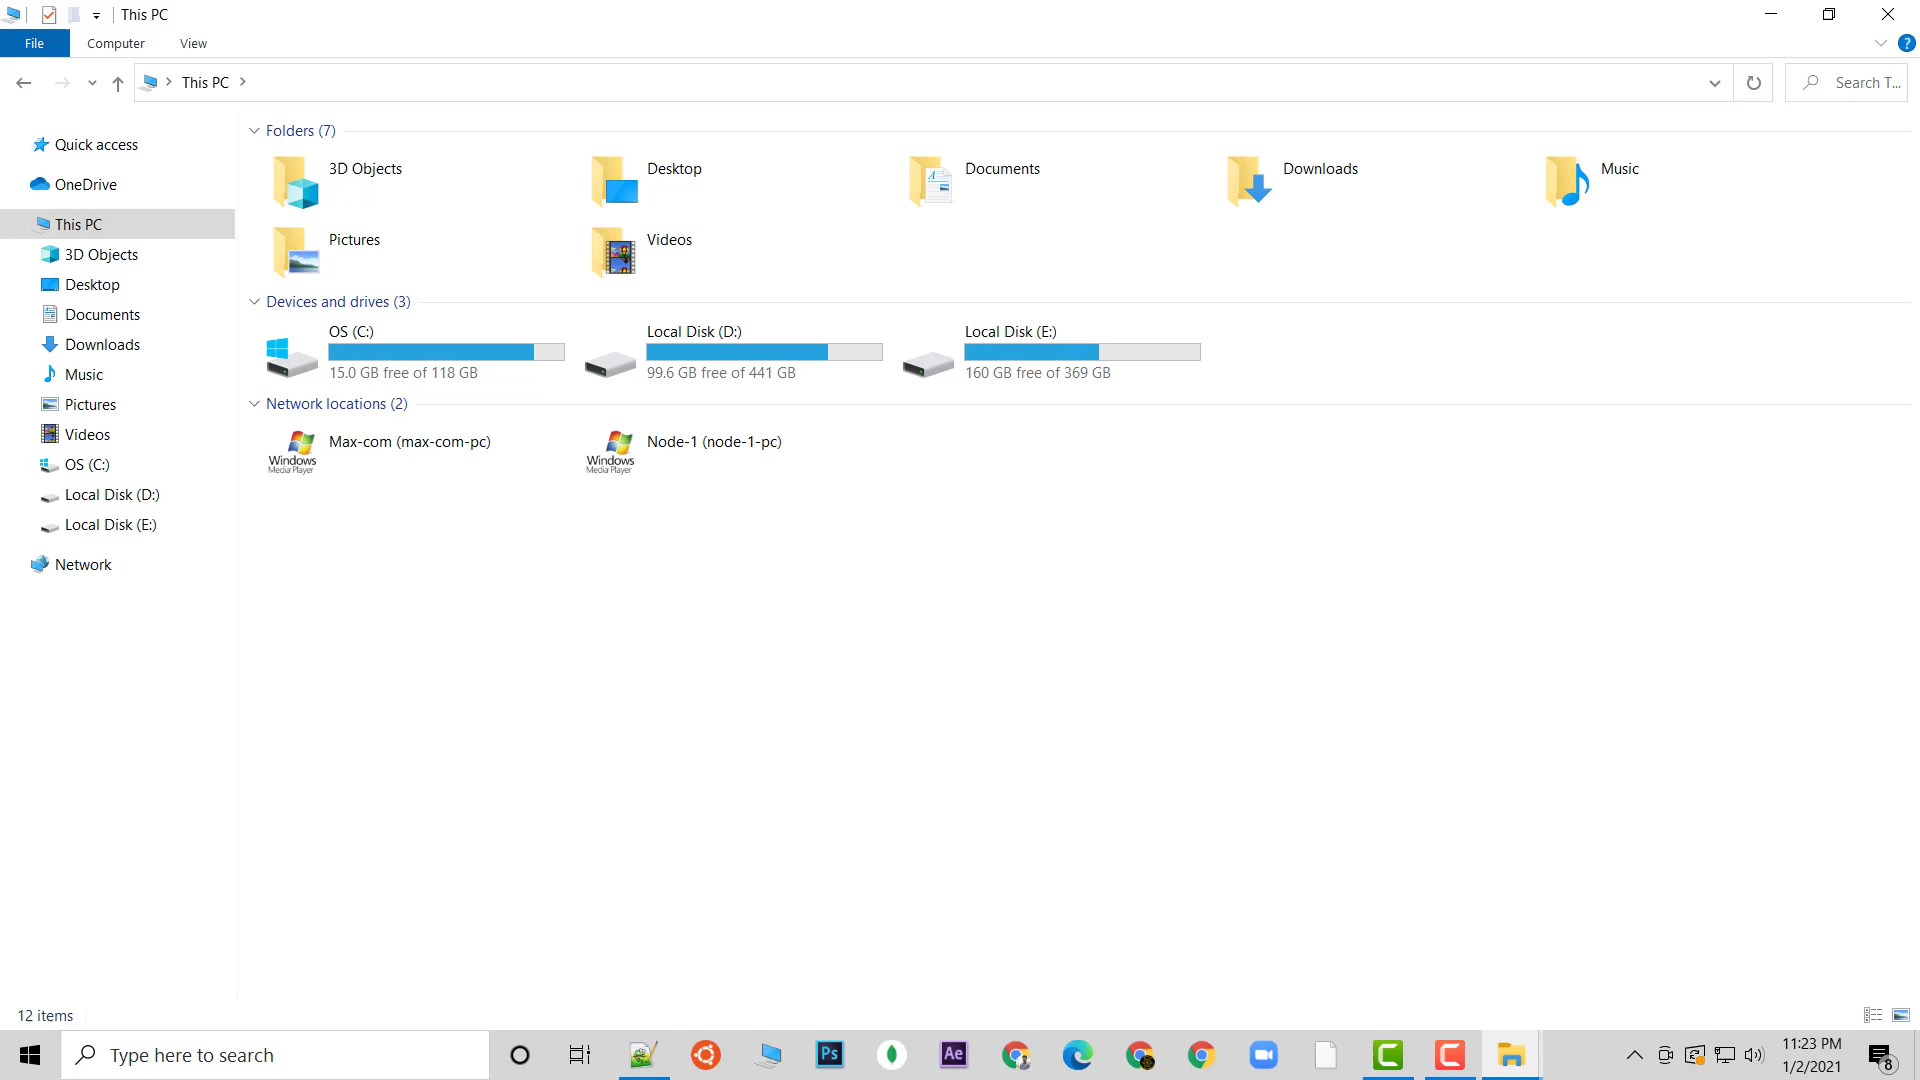 This PC
File
Computer
View
This PC
Search T...
Quick access
OneDrive
This PC
3D Objects
Desktop
Documents
Downloads
Music
Pictures
Videos
OS (C:)
Local Disk (D:)
Local Disk (E:)
Network
Folders (7)
3D Objects
Desktop
Documents
Downloads
Music
Pictures
Videos
Devices and drives (3)
OS (C:)
15.0 GB free of 118 GB
Local Disk (D:)
99.6 GB free of 441 GB
Local Disk (E:)
160 GB free of 369 GB
Network locations (2)
Windows
Media Player
Max-com (max-com-pc)
Windows
Media Player
Node-1 (node-1-pc)
12 items
Type here to search
Ps
Ae
11:23 PM
1/2/2021
8